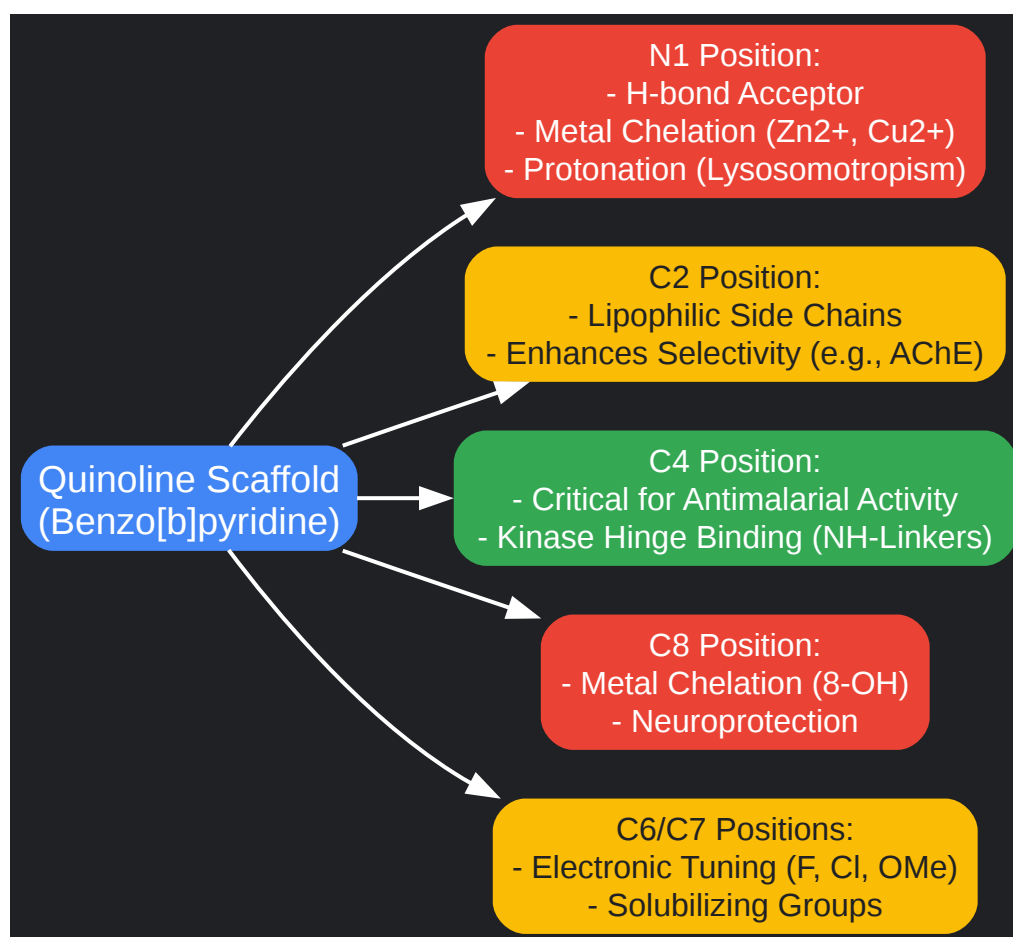 N1 Position:
- H-bond Acceptor
- Metal Chelation (Zn2+, Cu2+)
- Protonation (Lysosomotropism)
C2 Position:
- Lipophilic Side Chains
- Enhances Selectivity (e.g., AChE)
Quinoline Scaffold
(Benzo[b]pyridine)
C4 Position:
- Critical for Antimalarial Activity
- Kinase Hinge Binding (NH-Linkers)
C8 Position:
- Metal Chelation (8-OH)
- Neuroprotection
C6/C7 Positions:
- Electronic Tuning (F, Cl, OMe)
- Solubilizing Groups